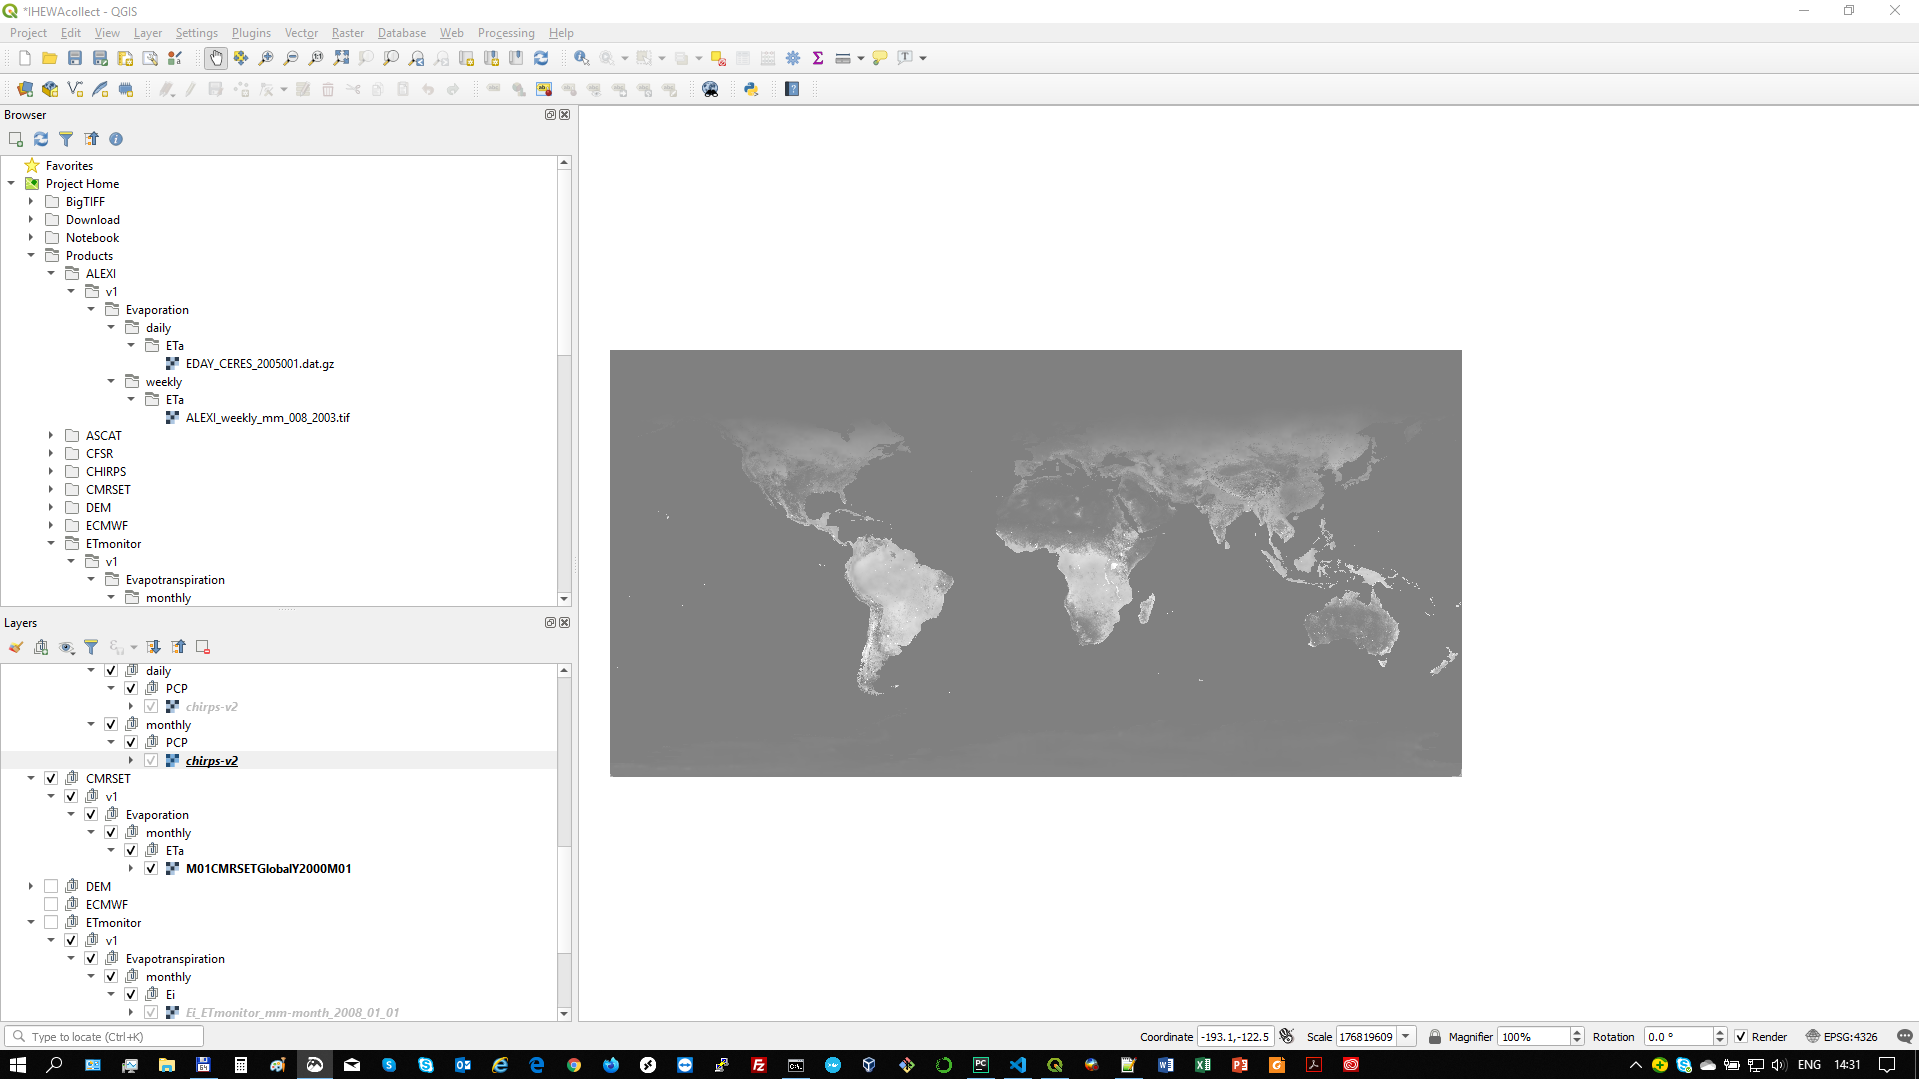 *IHEWAcollect - QGIS
Project Edit View Layer Settings Plugins Vector Raster Database Web Processing Help
Browser
Favorites
Project Home
BigTIFF
Download
Notebook
Products
ALEXI
v1
Evaporation
daily
ETa
EDAY_CERES_2005001.dat.gz
weekly
ETa
ALEXI_weekly_mm_008_2003.tif
ASCAT
CFSR
CHIRPS
CMRSET
DEM
ECMWF
ETmonitor
v1
Evapotranspiration
monthly
Layers
daily
PCP
chirps-v2
monthly
PCP
chirps-v2
CMRSET
v1
Evaporation
monthly
ETa
M01CMRSETGlobalY2000M01
DEM
ECMWF
ETmonitor
v1
Evapotranspiration
monthly
Ei
Ei_ETmonitor_mm-month_2008_01_01
Type to locate (Ctrl+K) Coordinate -193.1,-122.5 Scale 176819609 Magnifier 100% Rotation 0.0 ° Render EPSG:4326
ENG 14:31